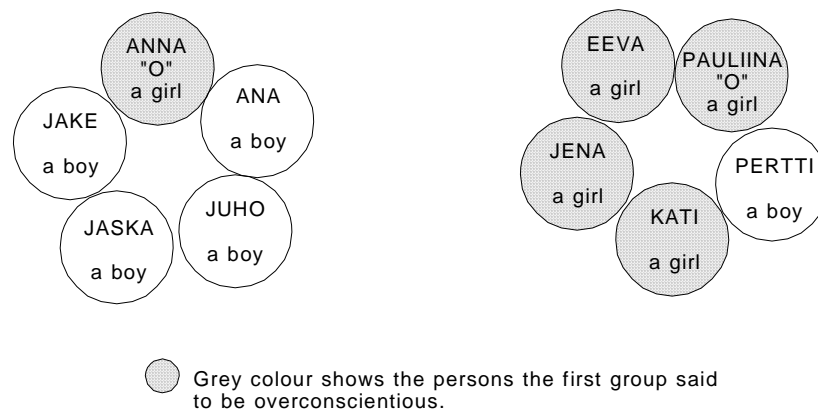 ANNA
"O"
a girl
ANA
a boy
JUHO
a boy
JASKA
a boy
JAKE
a boy
EEVA
a girl
PAULIINA
"O"
a girl
PERTTI
a boy
KATI
a girl
JENA
a girl
Grey colour shows the persons the first group said
to be overconscientious.